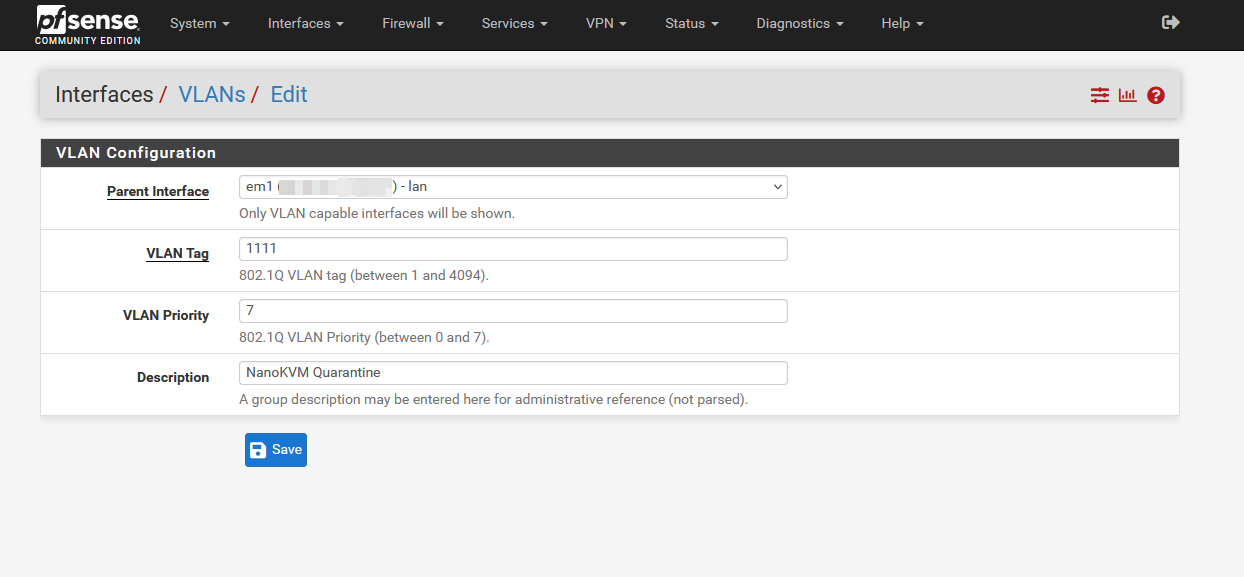 pfsense
COMMUNITY EDITION
System Interfaces Firewall Services VPN Status Diagnostics Help
Interfaces / VLANs / Edit
VLAN Configuration
Parent Interface em1 ( ) - lan
Only VLAN capable interfaces will be shown.
VLAN Tag 1111
802.1Q VLAN tag (between 1 and 4094).
VLAN Priority 7
802.1Q VLAN Priority (between 0 and 7).
Description NanoKVM Quarantine
A group description may be entered here for administrative reference (not parsed).
Save